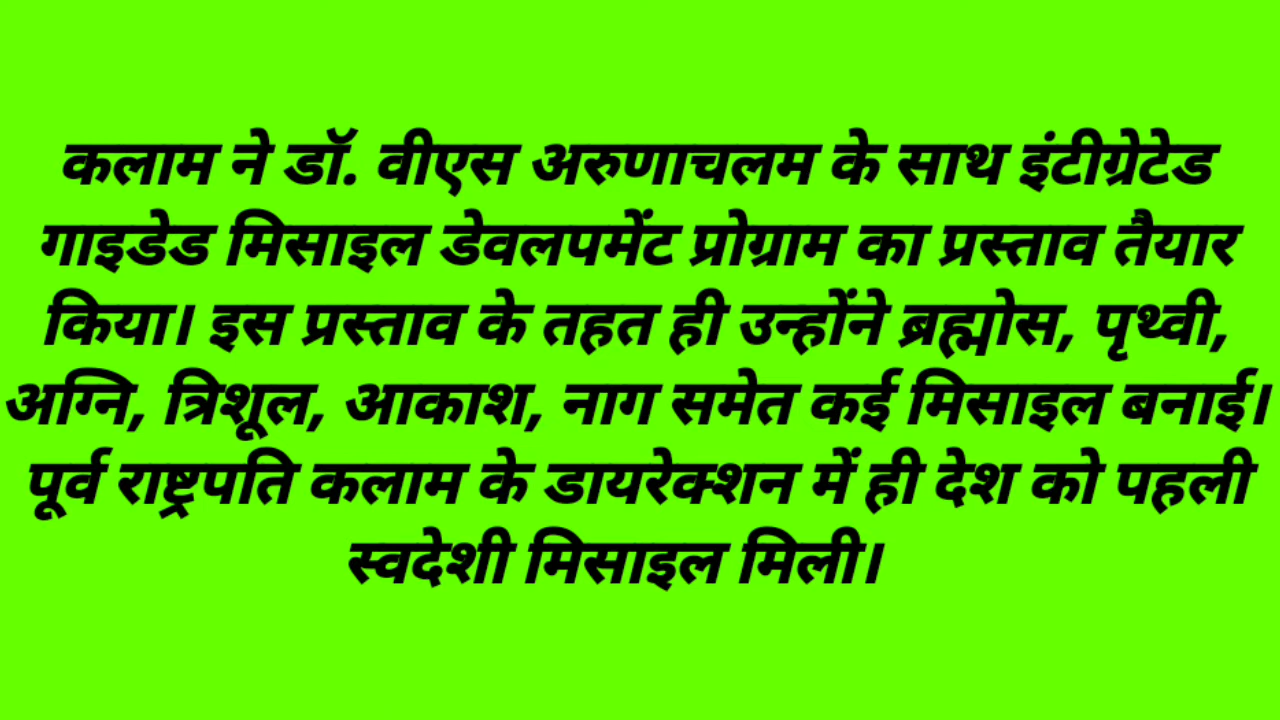 कलाम ने डॉ. वीएस अरुणाचलम के साथ इंटीग्रेटेड
गाइडेड मिसाइल डेवलपमेंट प्रोग्राम का प्रस्ताव तैयार
किया। इस प्रस्ताव के तहत ही उन्होंने ब्रह्मोस, पृथ्वी,
अग्नि, त्रिशूल, आकाश, नाग समेत कई मिसाइल बनाई।
पूर्व राष्ट्रपति कलाम के डायरेक्शन में ही देश को पहली
स्वदेशी मिसाइल मिली।